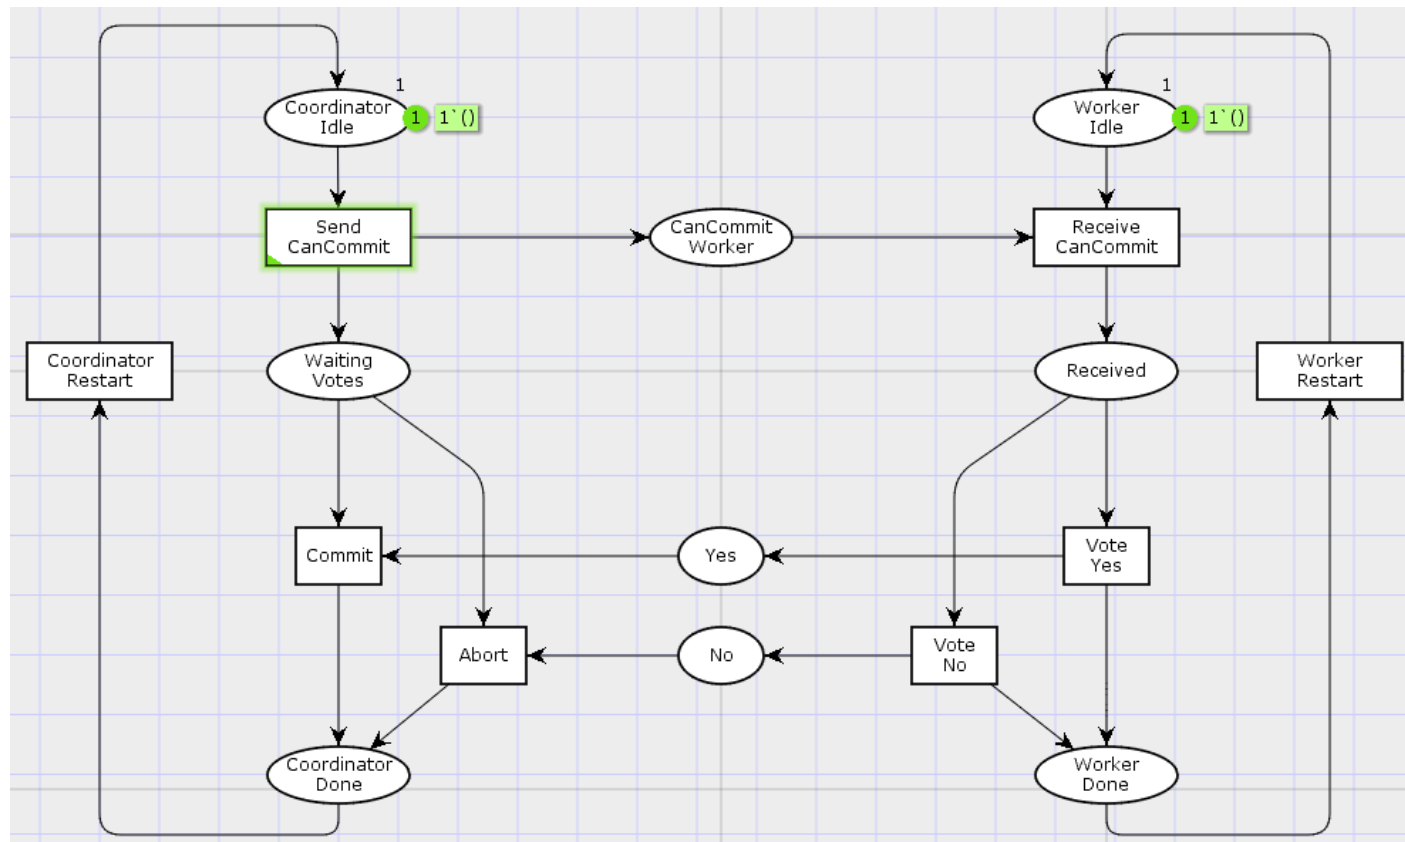 1
1
Coordinator
Idle
1
1`()
Worker
Idle
1
1`()
Send
CanCommit
CanCommit
Worker
Receive
CanCommit
Coordinator
Restart
Waiting
Votes
Received
Worker
Restart
Commit
Yes
Vote
Yes
Abort
No
Vote
No
Coordinator
Done
Worker
Done